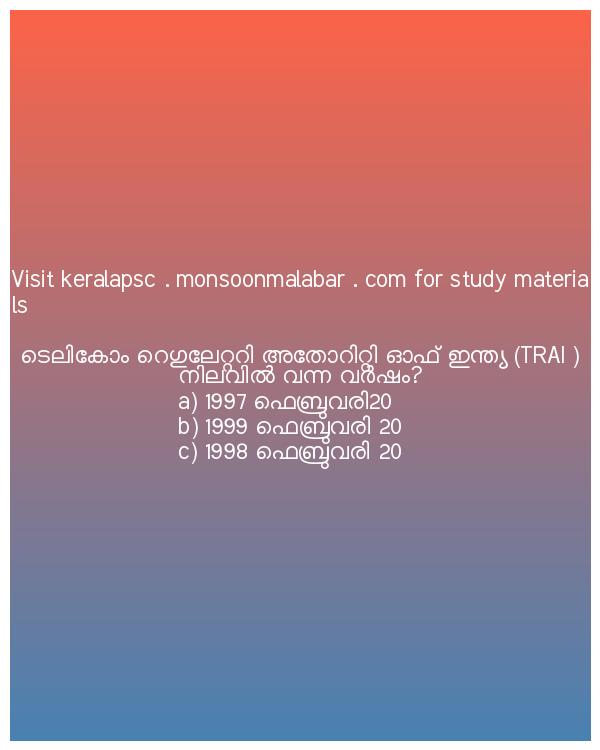 Visit keralapsc . monsoonmalabar . com for study materia
ls
ടെലികോം റെഗുലേറ്ററി അതോറിറ്റി ഓഫ് ഇന്ത്യ (TRAI )
നിലവിൽ വന്ന വർഷം?
a) 1997 ഫെബ്രുവരി20
b) 1999 ഫെബ്രുവരി 20
c) 1998 ഫെബ്രുവരി 20